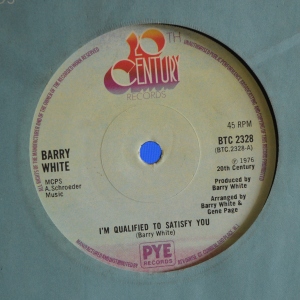 20TH
CENTURY
RECORDS
BARRY
WHITE
MCPS
A. Schroeder
Music
45 RPM
BTC 2328
(BTC.2328-A)
℗ 1976
20th Century
Produced by
Barry White
Arranged by
Barry White &
Gene Page
I'M QUALIFIED TO SATISFY YOU
(Barry White)
PYE
RECORDS